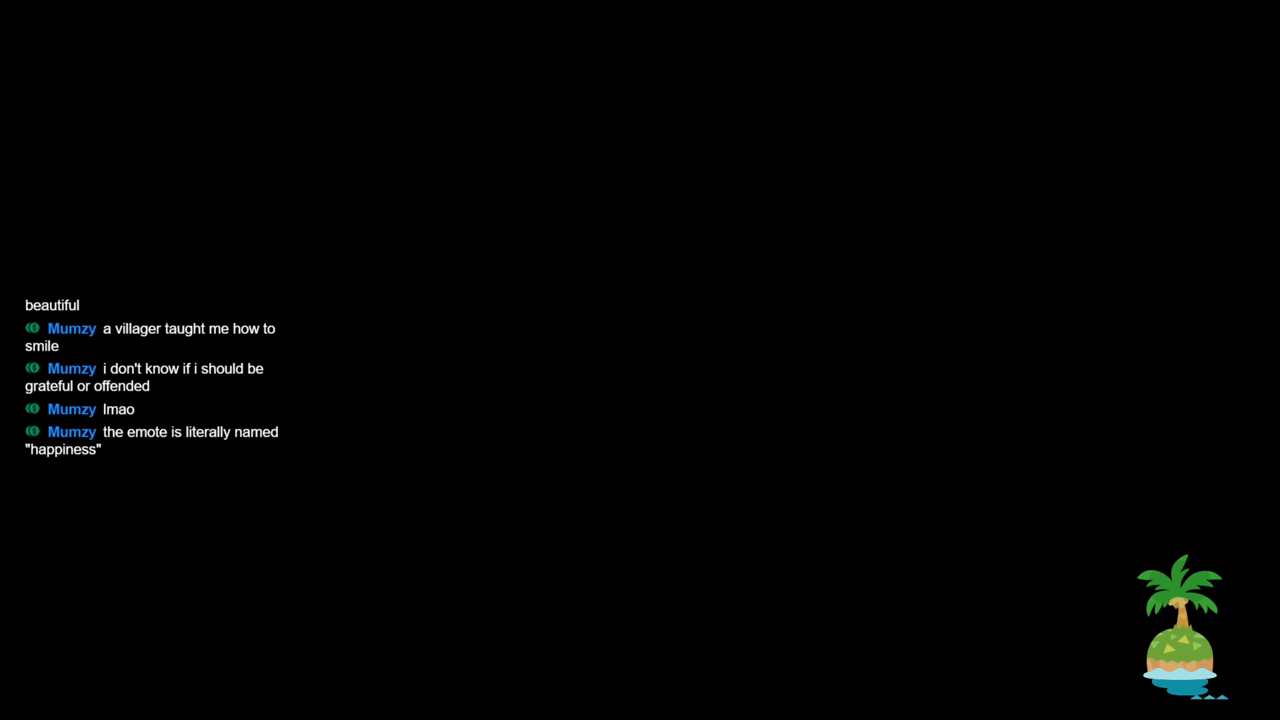 beautiful
Mumzy a villager taught me how to
smile
Mumzy i don't know if i should be
grateful or offended
Mumzy lmao
Mumzy the emote is literally named
"happiness"